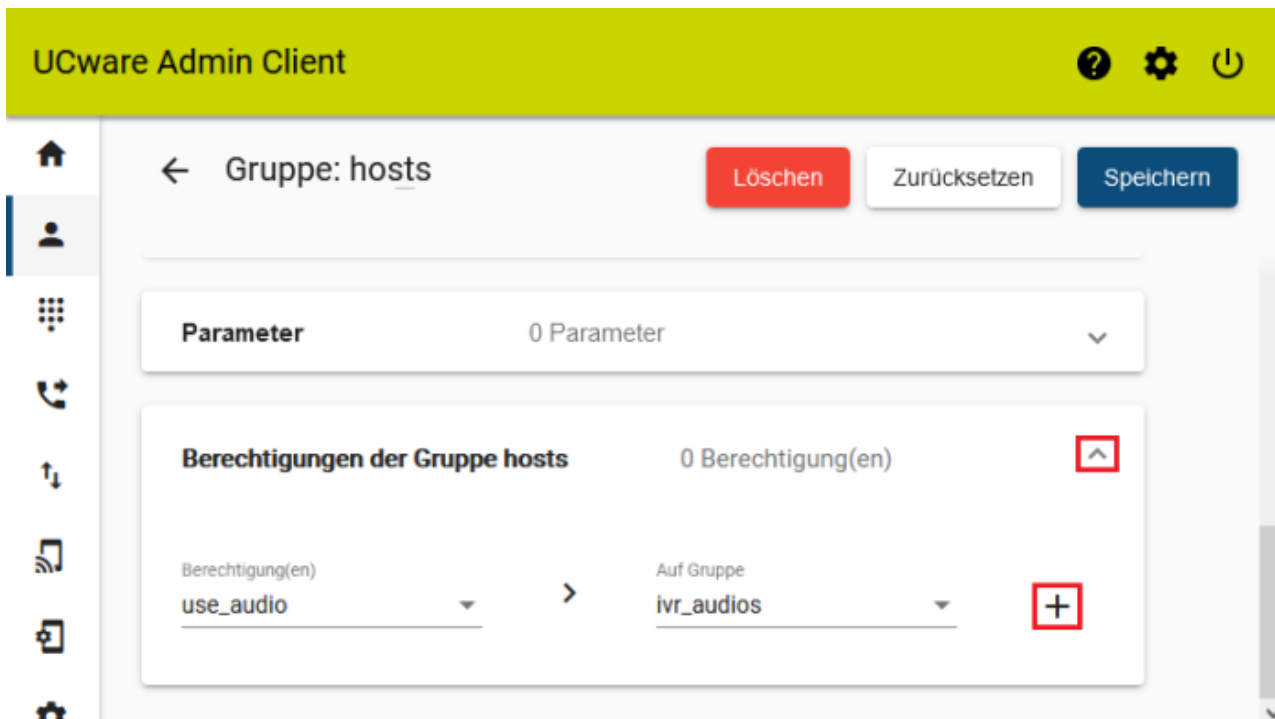 UCware Admin Client
Gruppe: hosts
Löschen
Zurücksetzen
Speichern
Parameter 0 Parameter
Berechtigungen der Gruppe hosts 0 Berechtigung(en)
Berechtigung(en) Auf Gruppe
use_audio ivr_audios